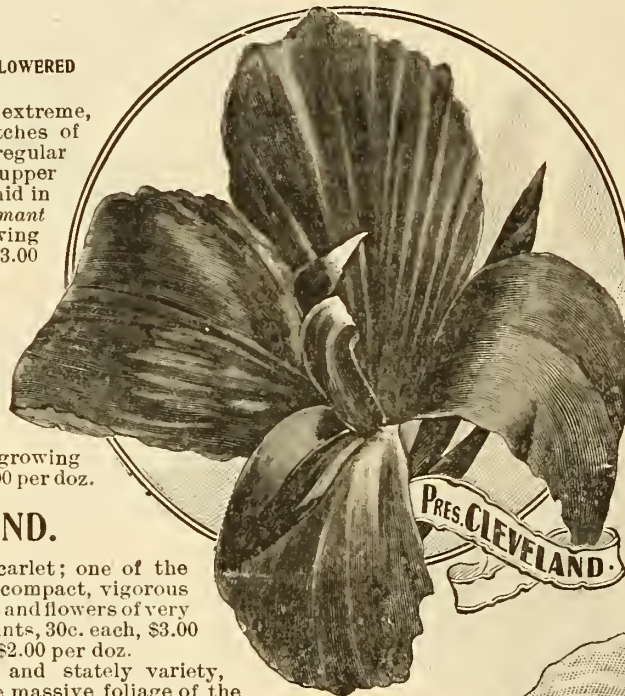 LOWERED
extreme,
tches of
regular
upper
aid in
mant
ving
3.00
growing
00 per doz.
ND.
carlet; one of the
compact, vigorous
and flowers of very
nts, 30c. each, $3.00
$2.00 per doz.
and stately variety,
e massive foliage of the
PRES. CLEVELAND.